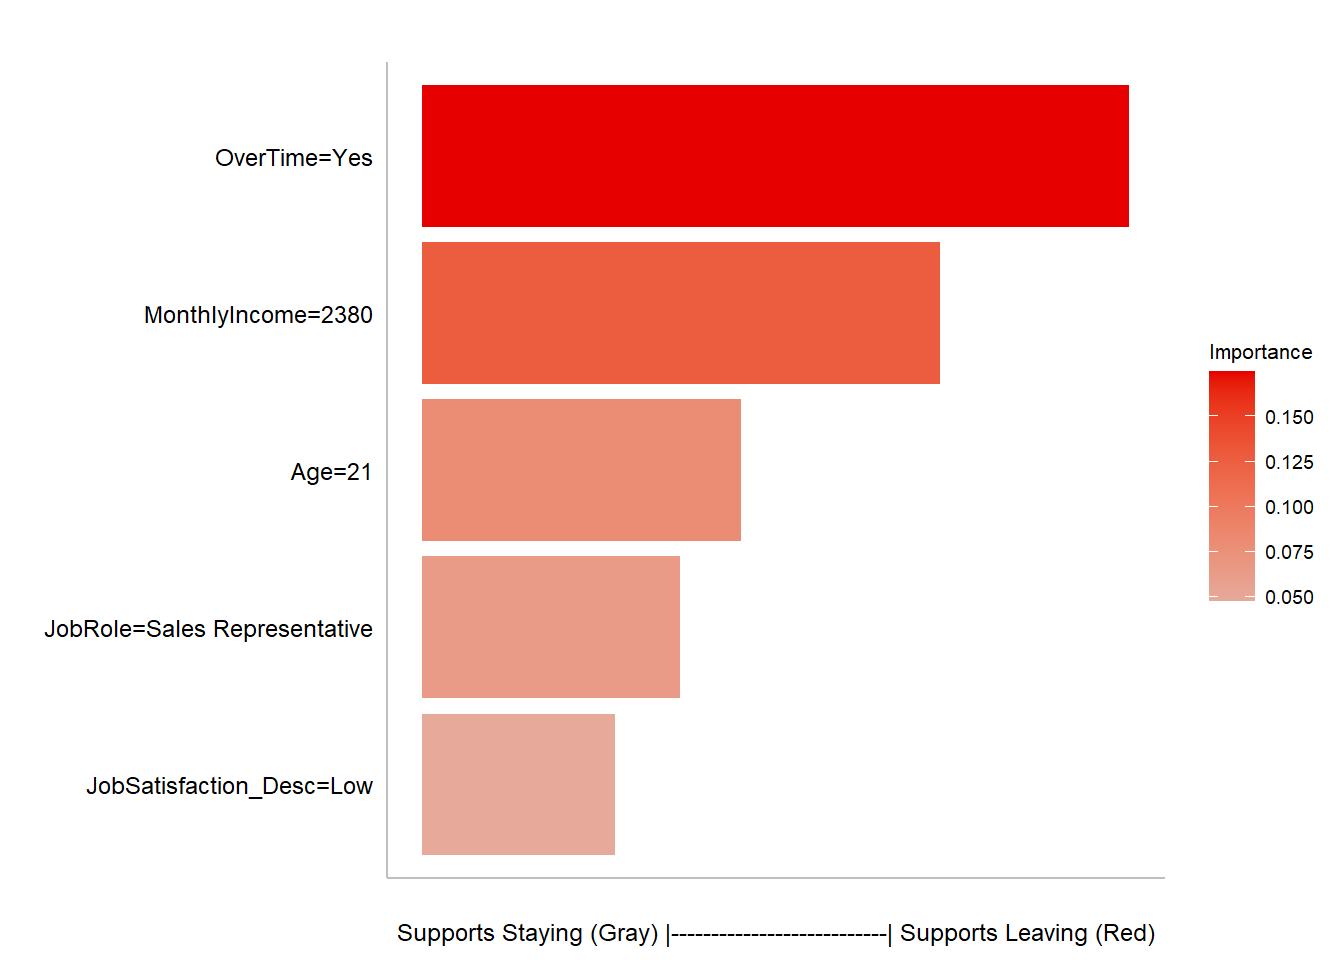 OverTime=Yes
MonthlyIncome=2380
Age=21
JobRole=Sales Representative
JobSatisfaction_Desc=Low
Supports Staying (Gray) |---------------------------| Supports Leaving (Red)
Importance
0.150
0.125
0.100
0.075
0.050